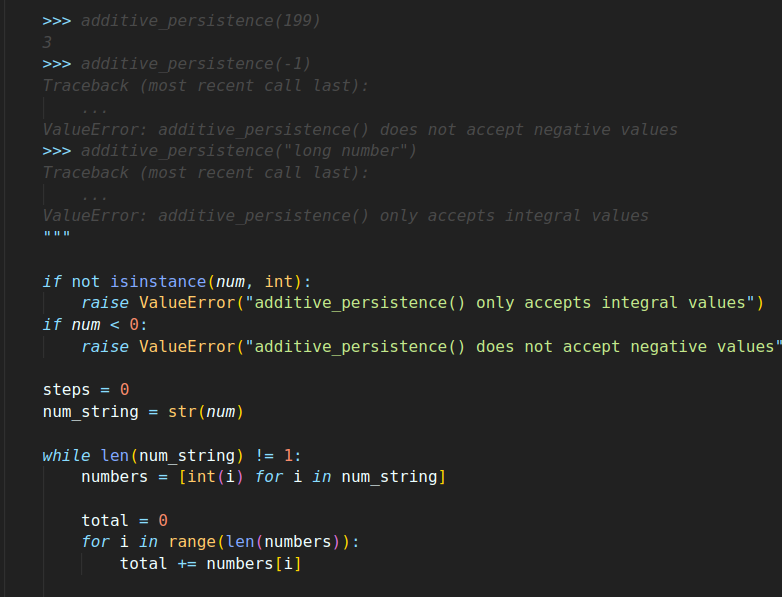 >>> additive_persistence(199)
3
>>> additive_persistence(-1)
Traceback (most recent call last):
    ...
ValueError: additive_persistence() does not accept negative values
>>> additive_persistence("long number")
Traceback (most recent call last):
    ...
ValueError: additive_persistence() only accepts integral values
"""
if not isinstance(num, int):
    raise ValueError("additive_persistence() only accepts integral values")
if num < 0:
    raise ValueError("additive_persistence() does not accept negative values"
steps = 0
num_string = str(num)
while len(num_string) != 1:
    numbers = [int(i) for i in num_string]
    total = 0
    for i in range(len(numbers)):
        total += numbers[i]